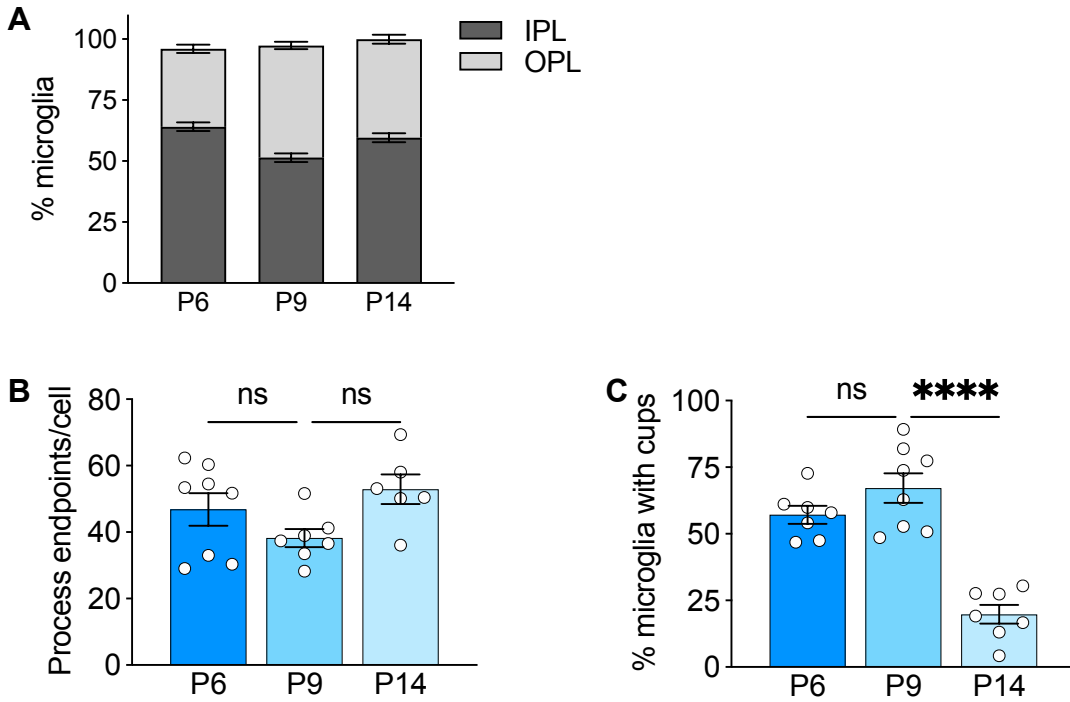 A
% microglia
100
75
50
25
0
P6 P9 P14
IPL
OPL
B
Process endpoints/cell
80
60
40
20
0
ns ns
P6 P9 P14
C
% microglia with cups
100
75
50
25
0
ns ****
P6 P9 P14